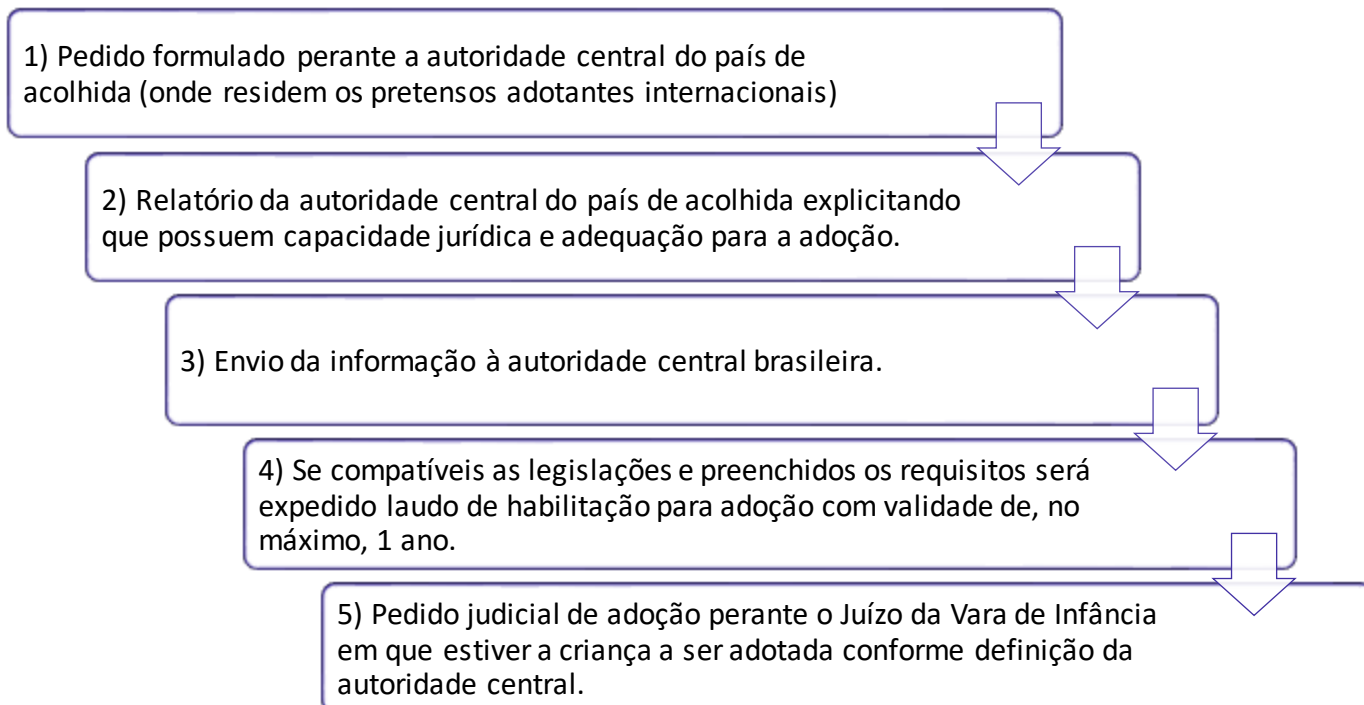 1) Pedido formulado perante a autoridade central do país de
acolhida (onde residem os pretensos adotantes internacionais)
2) Relatório da autoridade central do país de acolhida explicitando
que possuem capacidade jurídica e adequação para a adoção.
3) Envio da informação à autoridade central brasileira.
4) Se compatíveis as legislações e preenchidos os requisitos será
expedido laudo de habilitação para adoção com validade de, no
máximo, 1 ano.
5) Pedido judicial de adoção perante o Juízo da Vara de Infância
em que estiver a criança a ser adotada conforme definição da
autoridade central.